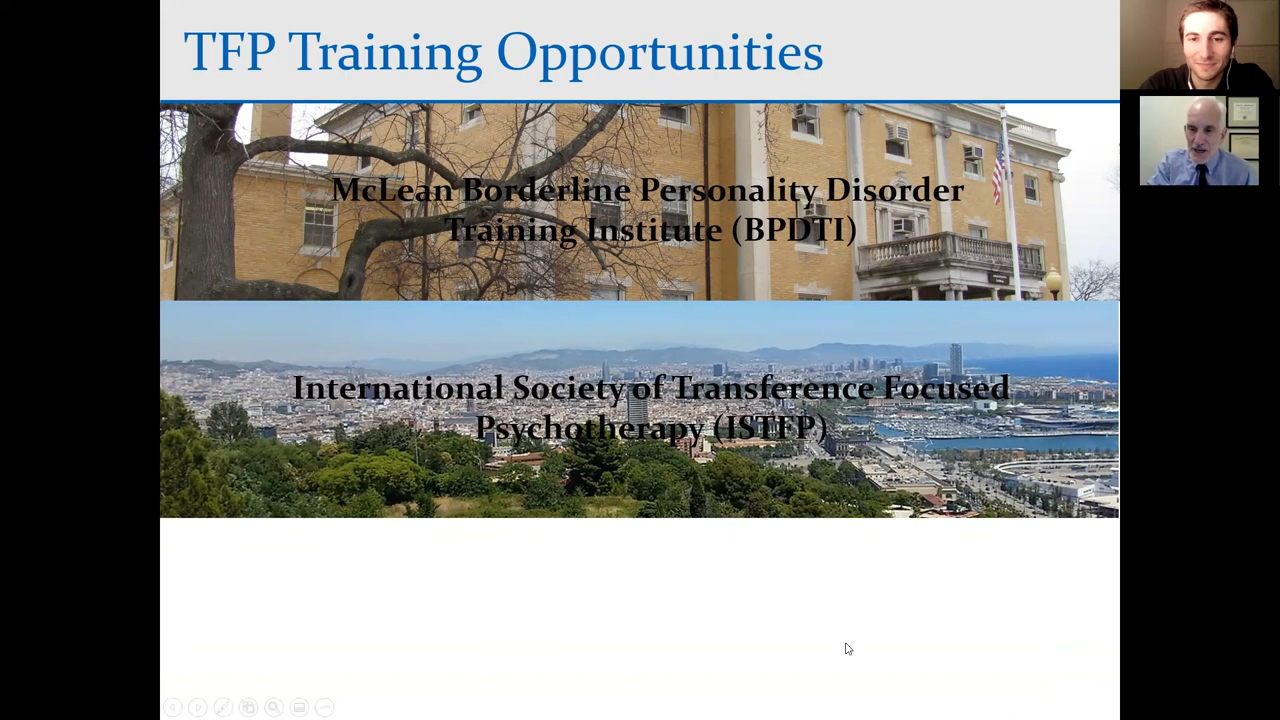 TFP Training Opportunities
McLean Borderline Personality Disorder
Training Institute (BPDTI)
International Society of Transference Focused
Psychotherapy (ISTFP)